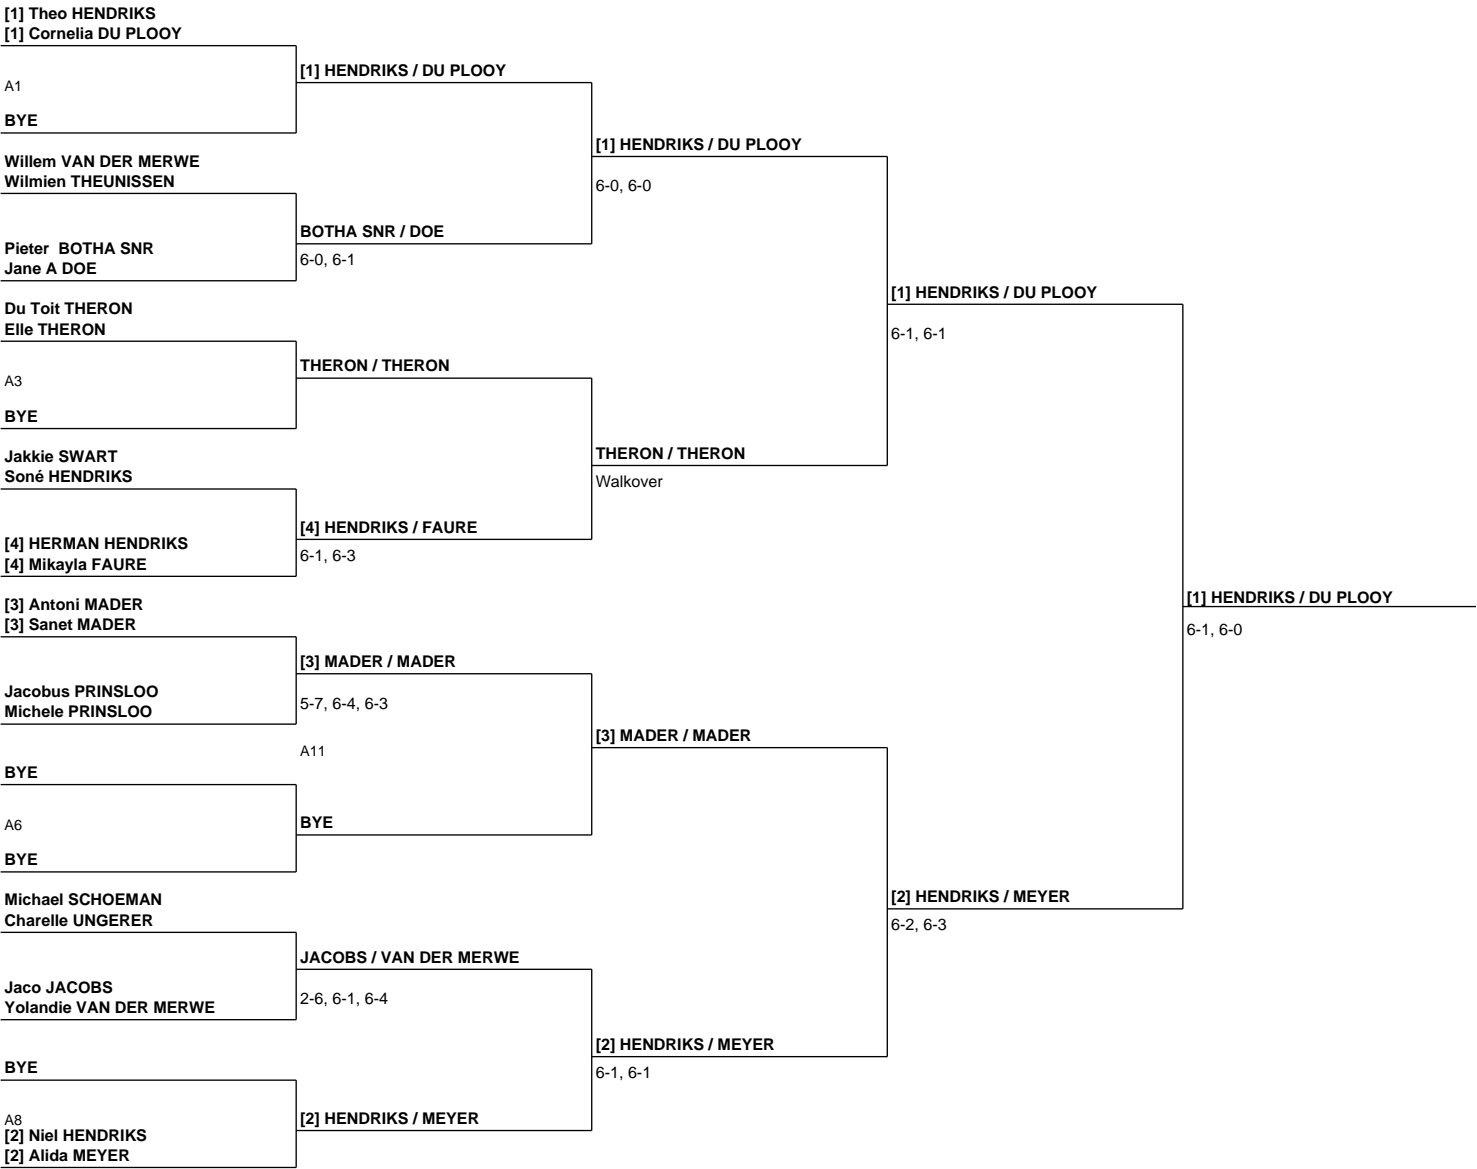 [1] Theo HENDRIKS
[1] Cornelia DU PLOOY
A1
BYE
Willem VAN DER MERWE
Wilmien THEUNISSEN
Pieter  BOTHA SNR
Jane A DOE
Du Toit THERON
Elle THERON
A3
BYE
Jakkie SWART
Soné HENDRIKS
[4] HERMAN HENDRIKS
[4] Mikayla FAURE
[3] Antoni MADER
[3] Sanet MADER
Jacobus PRINSLOO
Michele PRINSLOO
BYE
A6
BYE
Michael SCHOEMAN
Charelle UNGERER
Jaco JACOBS
Yolandie VAN DER MERWE
BYE
A8
[2] Niel HENDRIKS
[2] Alida MEYER
[1] HENDRIKS / DU PLOOY
BOTHA SNR / DOE
6-0, 6-1
THERON / THERON
[4] HENDRIKS / FAURE
6-1, 6-3
[3] MADER / MADER
5-7, 6-4, 6-3
A11
BYE
JACOBS / VAN DER MERWE
2-6, 6-1, 6-4
[2] HENDRIKS / MEYER
[1] HENDRIKS / DU PLOOY
6-0, 6-0
THERON / THERON
Walkover
[3] MADER / MADER
[2] HENDRIKS / MEYER
6-1, 6-1
[1] HENDRIKS / DU PLOOY
6-1, 6-1
[2] HENDRIKS / MEYER
6-2, 6-3
[1] HENDRIKS / DU PLOOY
6-1, 6-0